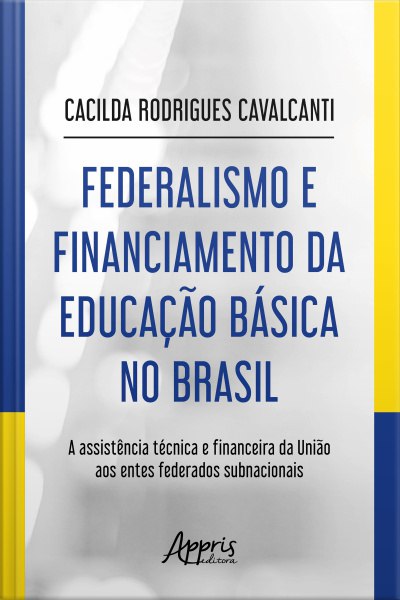 CACILDA RODRIGUES CAVALCANTI
FEDERALISMO E
FINANCIAMENTO DA
EDUCAÇÃO BÁSICA
NO BRASIL
A assistência técnica e financeira da União
aos entes federados subnacionais
Appris
editora